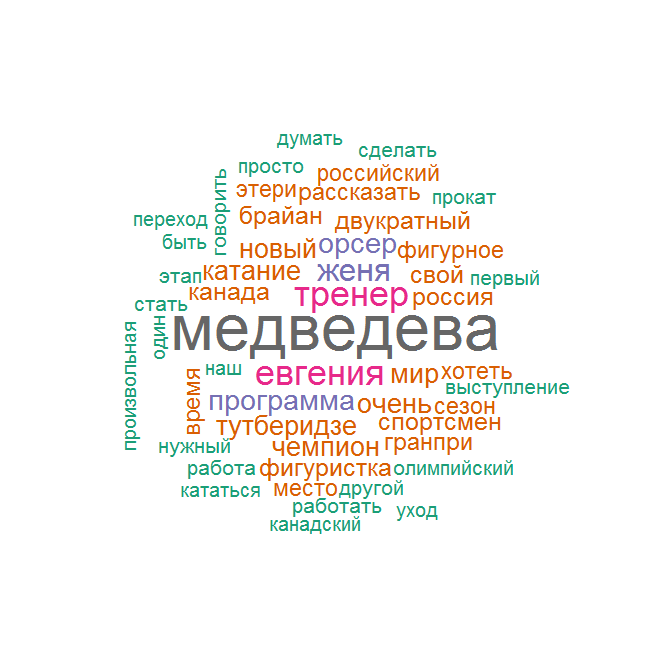 думать
сделать
просто
российский
этери рассказать
прокат
говорить
брайан двукратный
переход
быть
новый орсер фигурное
этап катание женя свой первый
канада тренер россия
стать
произвольная
один
медведева
наш
евгения мир хотеть
время
выступление
программа очень сезон
тутберидзе спортсмен
нужный чемпион гранпри
работа фигуристка олимпийский
кататься место другой
работать уход
канадский